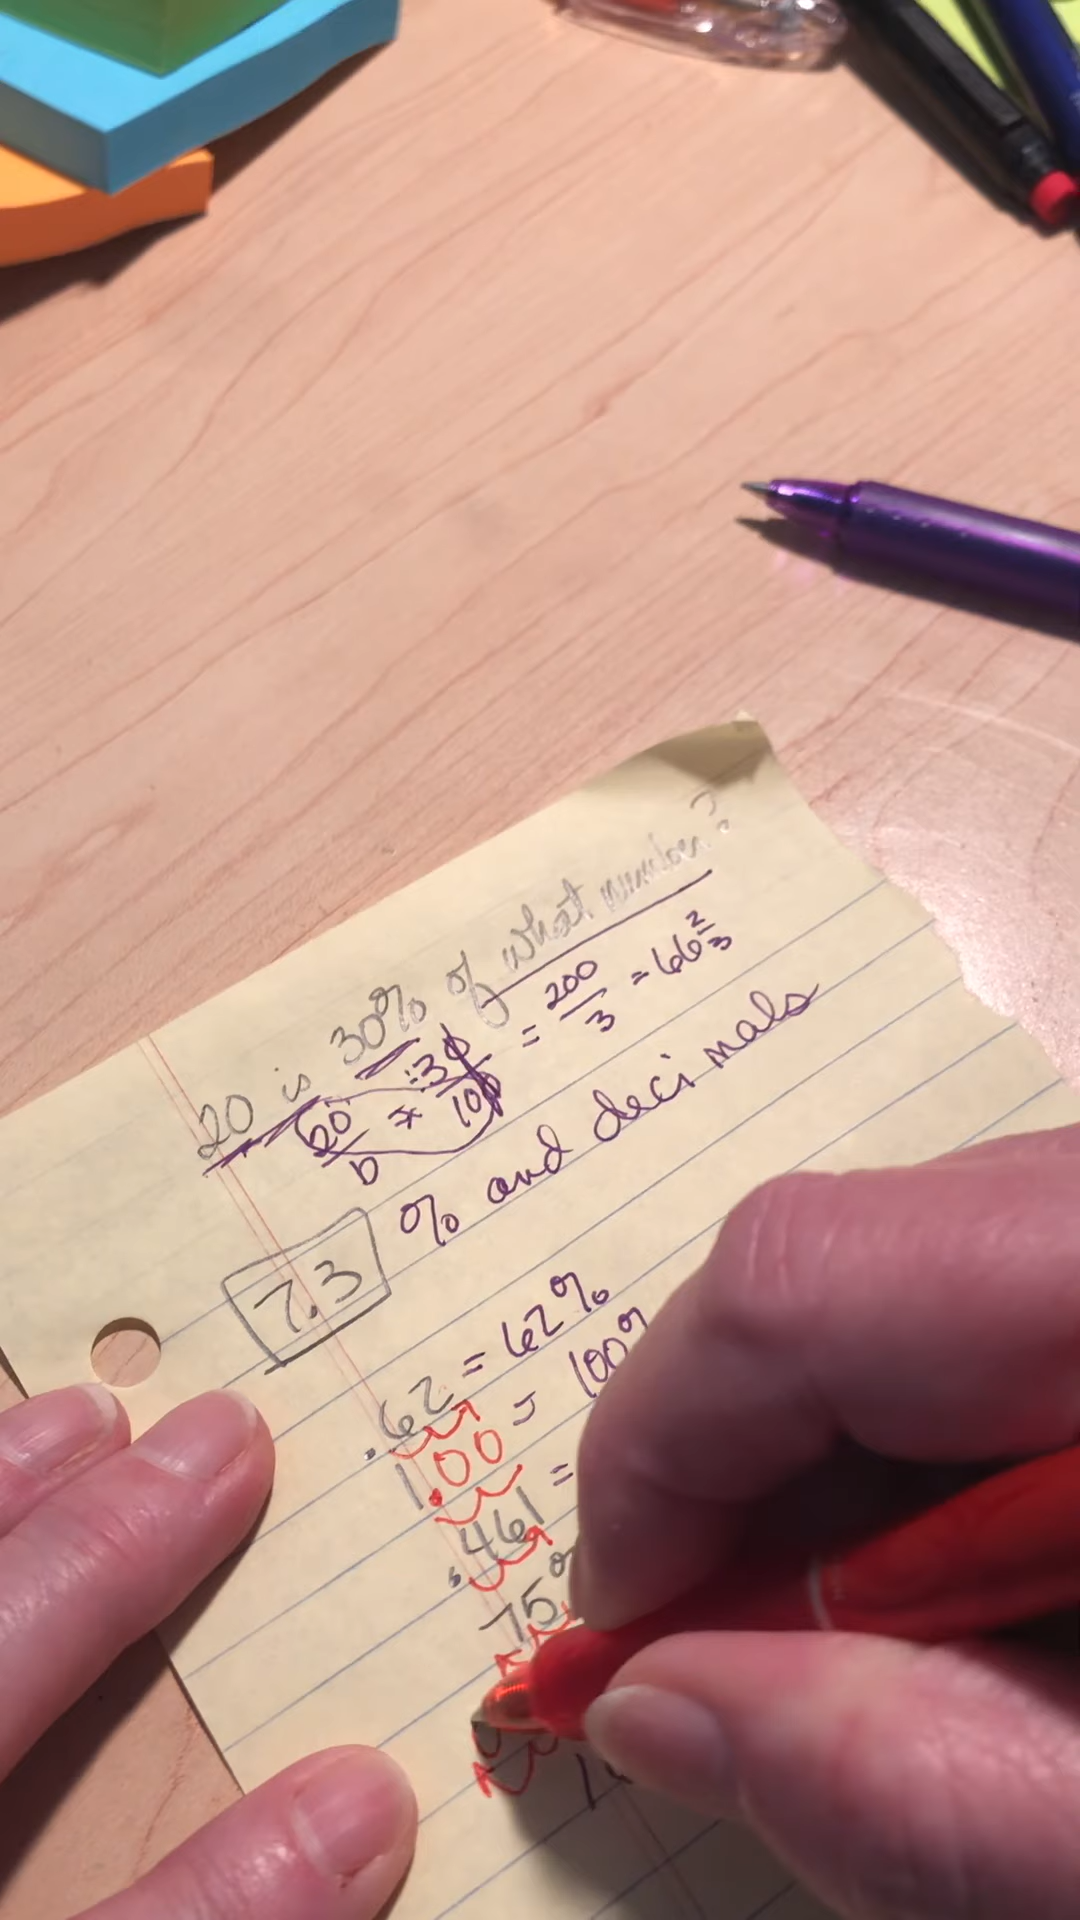 20 is 30% of what number?
20/b = 30/100 = 200/3 = 66 2/3
7.3 % and decimals
.62 = 62%
1.00 = 100%
.461 =
75%